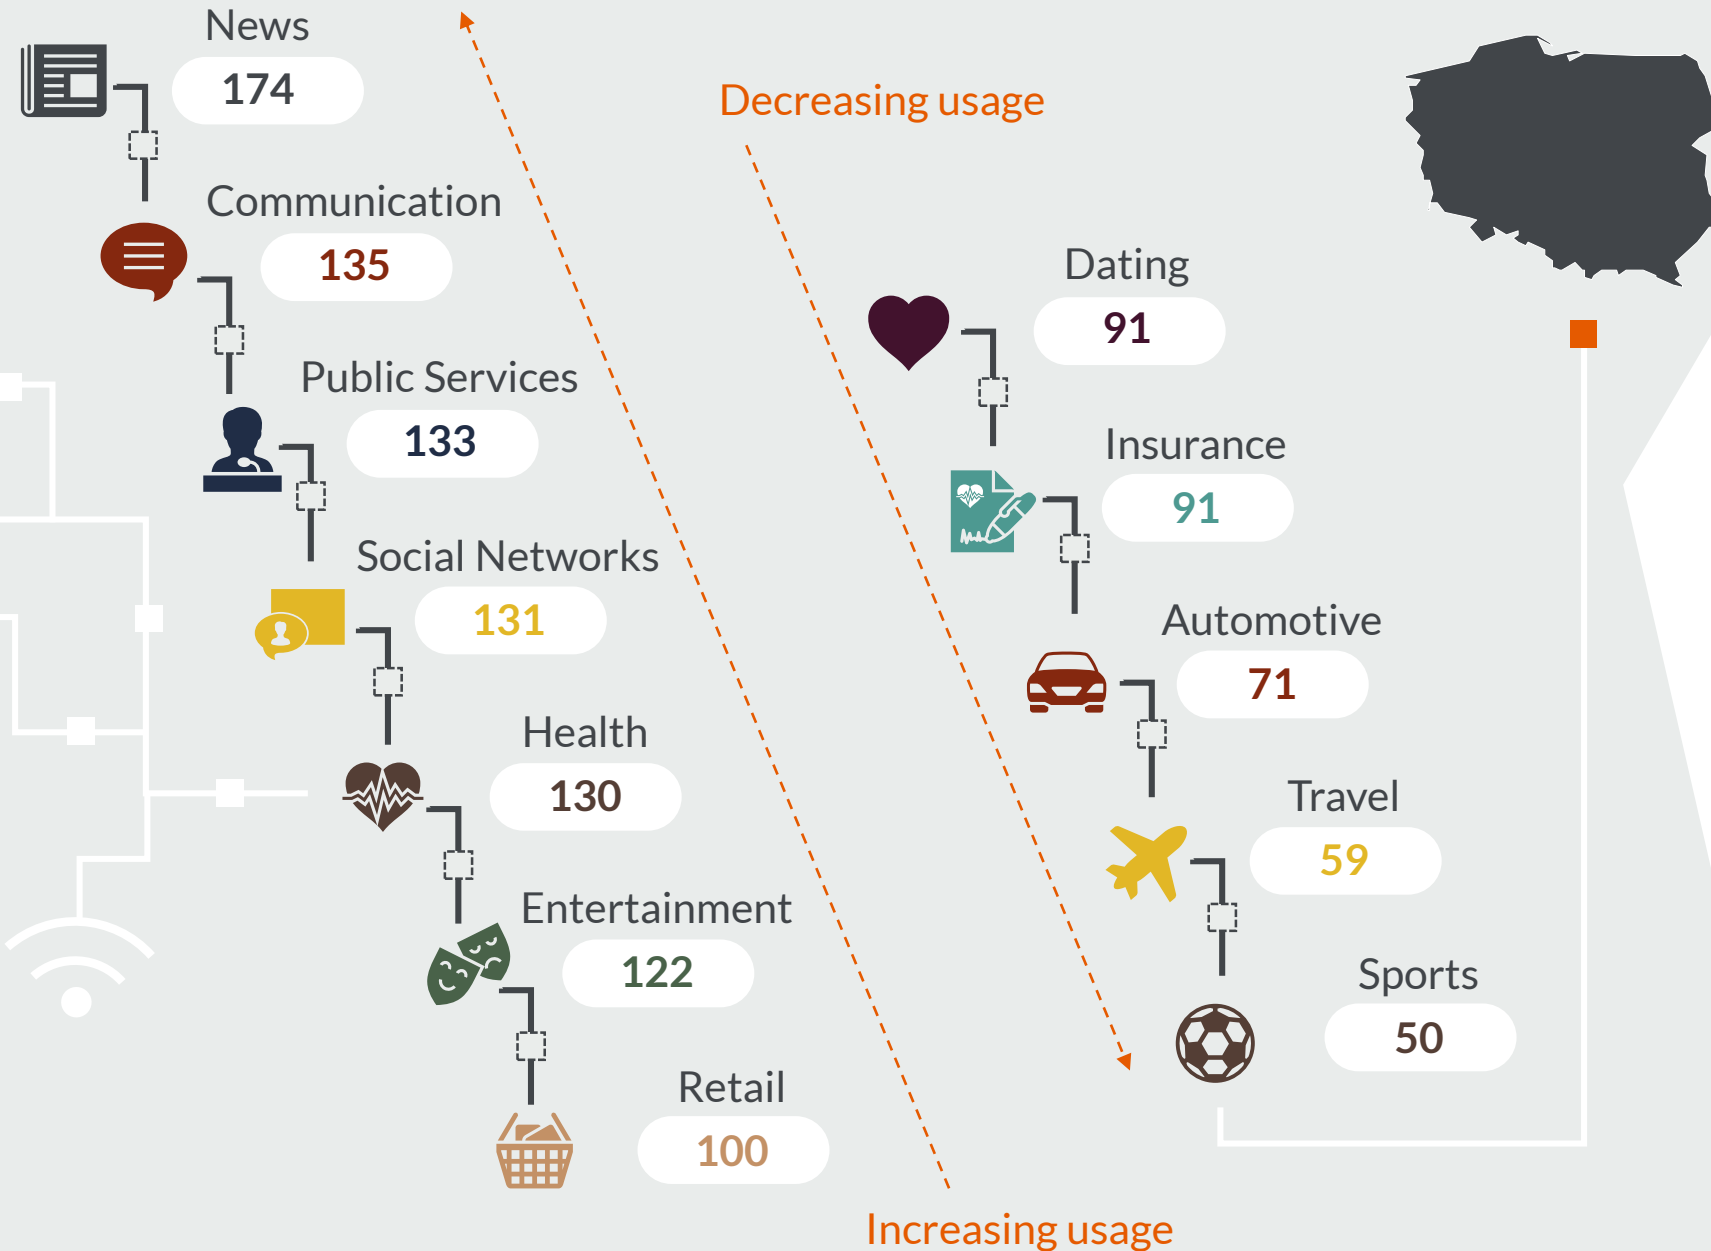 News
174
Communication
135
Public Services
133
Social Networks
131
Health
130
Entertainment
122
Retail
100
Decreasing usage
Increasing usage
Dating
91
Insurance
91
Automotive
71
Travel
59
Sports
50